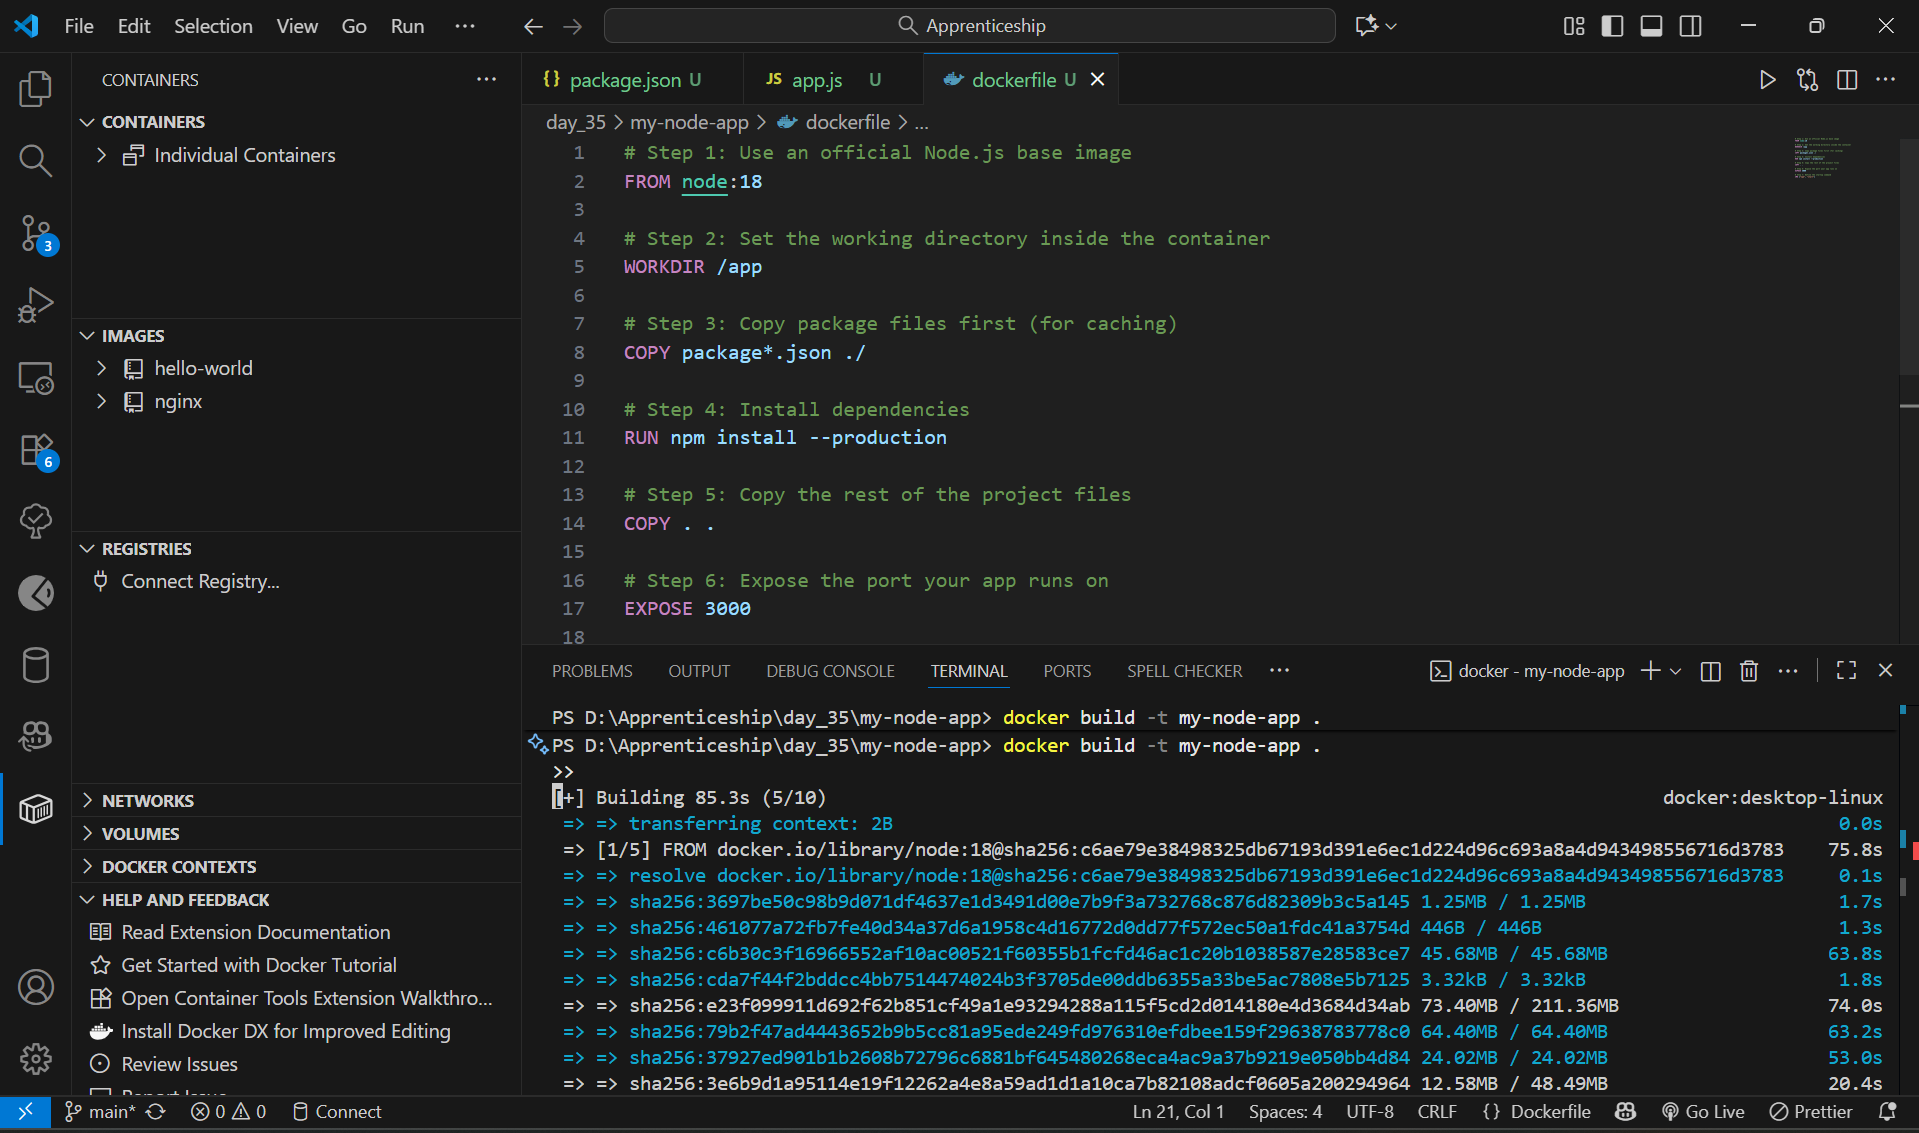 File Edit Selection View Go Run ... Apprenticeship
CONTAINERS
CONTAINERS
Individual Containers
IMAGES
hello-world
nginx
REGISTRIES
Connect Registry...
NETWORKS
VOLUMES
DOCKER CONTEXTS
HELP AND FEEDBACK
Read Extension Documentation
Get Started with Docker Tutorial
Open Container Tools Extension Walkthro...
Install Docker DX for Improved Editing
Review Issues
3
6
{} package.json U JS app.js U dockerfile U
day_35 > my-node-app > dockerfile > ...
1 # Step 1: Use an official Node.js base image
2 FROM node:18
3
4 # Step 2: Set the working directory inside the container
5 WORKDIR /app
6
7 # Step 3: Copy package files first (for caching)
8 COPY package*.json ./
9
10 # Step 4: Install dependencies
11 RUN npm install --production
12
13 # Step 5: Copy the rest of the project files
14 COPY . .
15
16 # Step 6: Expose the port your app runs on
17 EXPOSE 3000
18
PROBLEMS OUTPUT DEBUG CONSOLE TERMINAL PORTS SPELL CHECKER ... docker - my-node-app
PS D:\Apprenticeship\day_35\my-node-app> docker build -t my-node-app .
PS D:\Apprenticeship\day_35\my-node-app> docker build -t my-node-app .
>>
[+] Building 85.3s (5/10) docker:desktop-linux
=> => transferring context: 2B 0.0s
=> [1/5] FROM docker.io/library/node:18@sha256:c6ae79e38498325db67193d391e6ec1d224d96c693a8a4d943498556716d3783 75.8s
=> => resolve docker.io/library/node:18@sha256:c6ae79e38498325db67193d391e6ec1d224d96c693a8a4d943498556716d3783 0.1s
=> => sha256:3697be50c98b9d071df4637e1d3491d00e7b9f3a732768c876d82309b3c5a145 1.25MB / 1.25MB 1.7s
=> => sha256:461077a72fb7fe40d34a37d6a1958c4d16772d0dd77f572ec50a1fdc41a3754d 446B / 446B 1.3s
=> => sha256:c6b30c3f16966552af10ac00521f60355b1fcfd46ac1c20b1038587e28583ce7 45.68MB / 45.68MB 63.8s
=> => sha256:cda7f44f2bddcc4bb7514474024b3f3705de00ddb6355a33be5ac7808e5b7125 3.32kB / 3.32kB 1.8s
=> => sha256:e23f099911d692f62b851cf49a1e93294288a115f5cd2d014180e4d3684d34ab 73.40MB / 211.36MB 74.0s
=> => sha256:79b2f47ad4443652b9b5cc81a95ede249fd976310efdbee159f29638783778c0 64.40MB / 64.40MB 63.2s
=> => sha256:37927ed901b1b2608b72796c6881bf645480268eca4ac9a37b9219e050bb4d84 24.02MB / 24.02MB 53.0s
=> => sha256:3e6b9d1a95114e19f12262a4e8a59ad1d1a10ca7b82108adcf0605a200294964 12.58MB / 48.49MB 20.4s
main* 0 0 Connect Ln 21, Col 1 Spaces: 4 UTF-8 CRLF {} Dockerfile Go Live Prettier